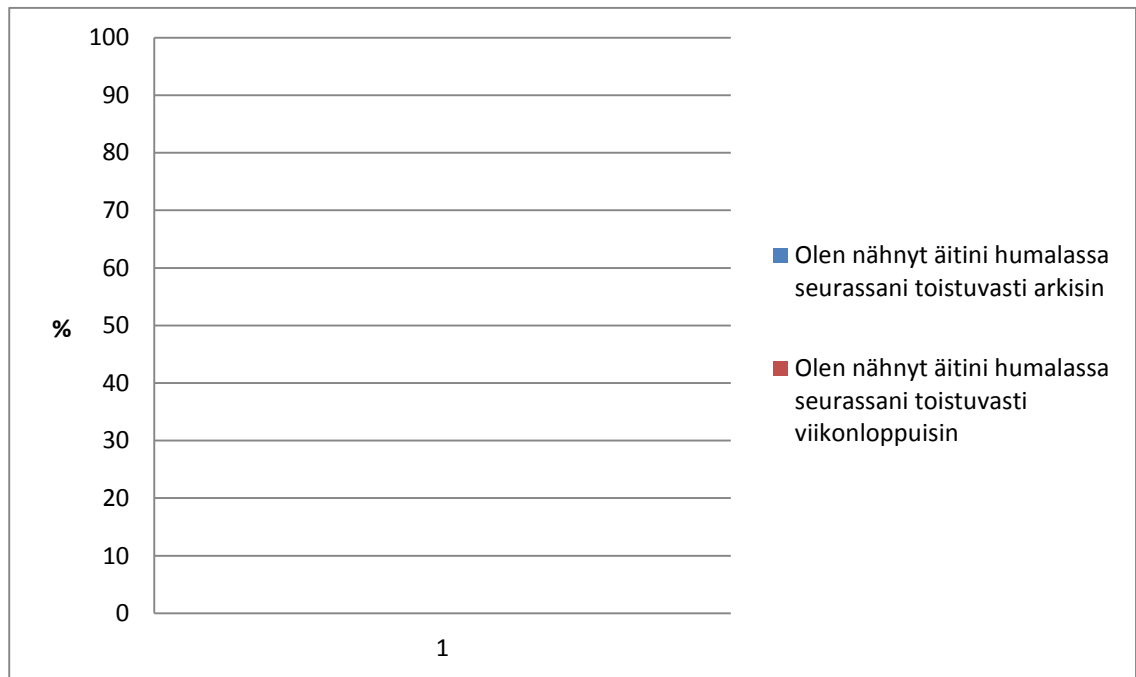 100
90
80
70
60
50
40
30
20
10
0
%
1
Olen nähnyt äitini humalassa
seurassani toistuvasti arkisin
Olen nähnyt äitini humalassa
seurassani toistuvasti
viikonloppuisin